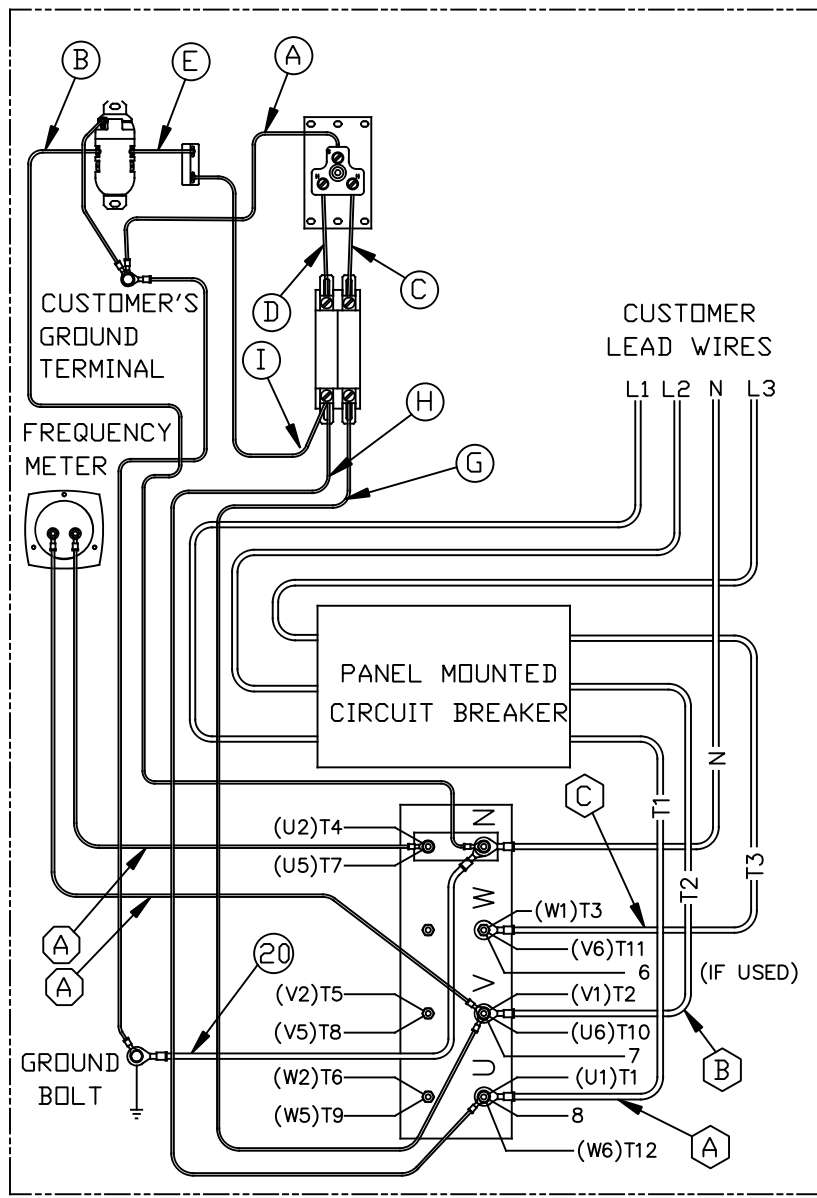 B
E
A
CUSTOMER'S
GROUND
TERMINAL
D
C
I
H
G
CUSTOMER
LEAD WIRES
L1 L2 N L3
FREQUENCY
METER
PANEL MOUNTED
CIRCUIT BREAKER
N
T1
T2
T3
C
(U2)T4
(U5)T7
N
A
A
W
(W1)T3
(V6)T11
6
(IF USED)
20
(V2)T5
(V5)T8
V
(V1)T2
(U6)T10
7
B
GROUND
BOLT
(W2)T6
(W5)T9
U
(U1)T1
8
(W6)T12
A